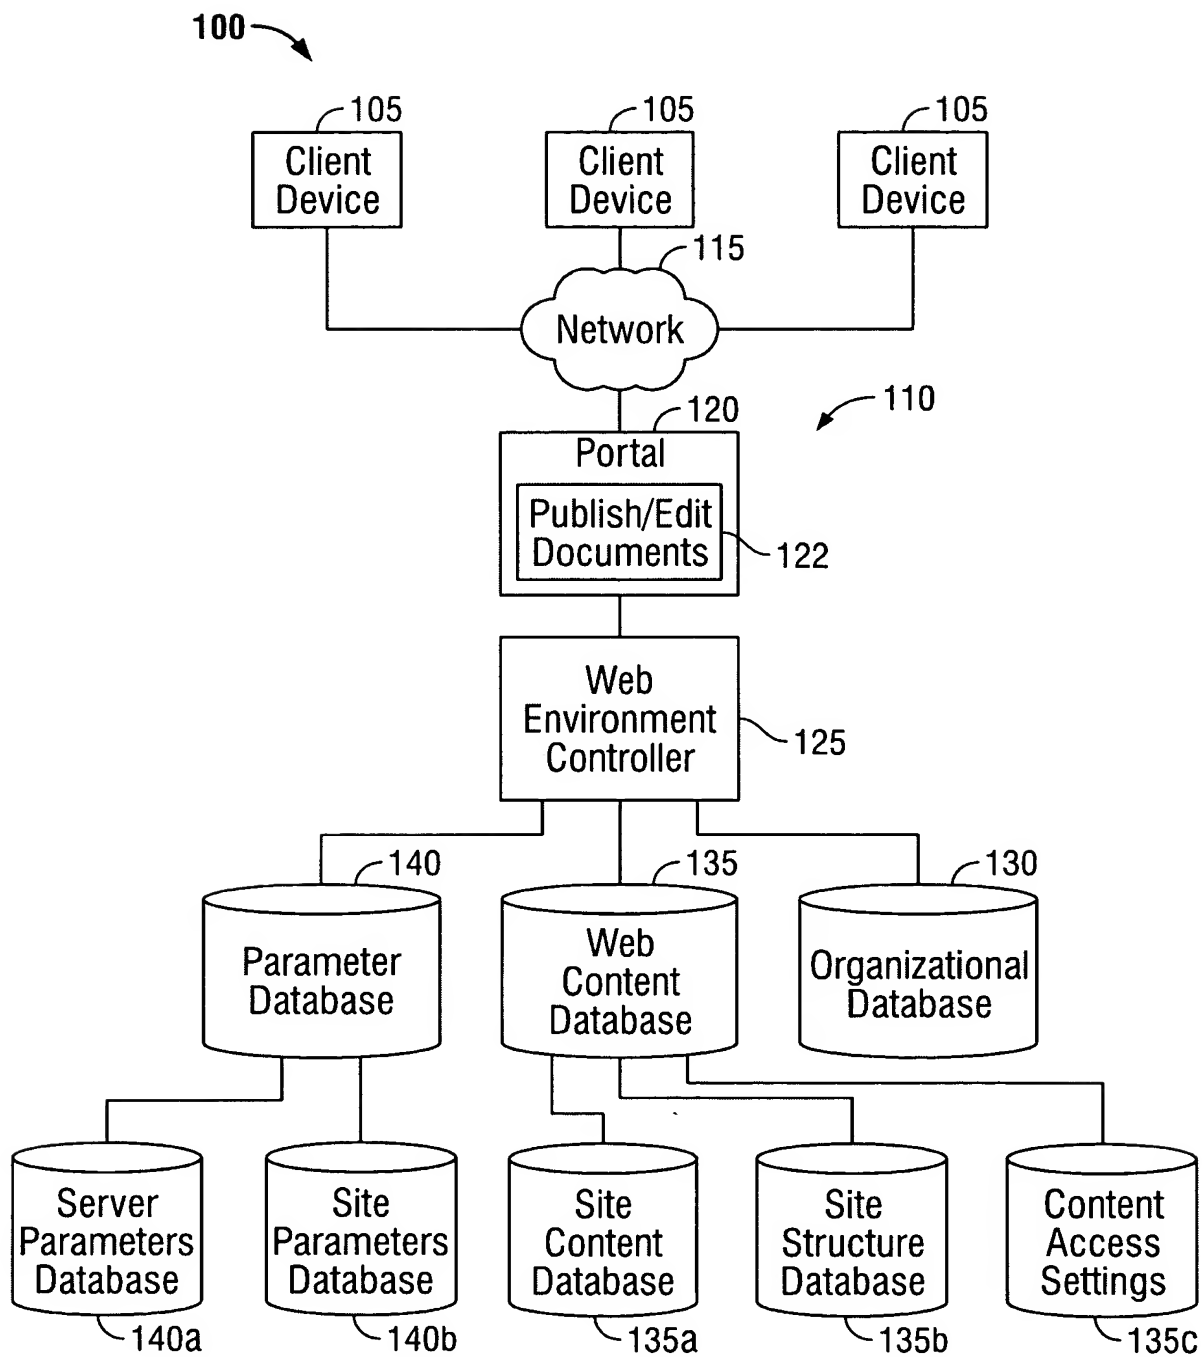 100
105
105
105
Client
Device
Client
Device
Client
Device
115
Network
110
120
Portal
Publish/Edit
Documents
122
Web
Environment
Controller
125
140
135
130
Parameter
Database
Web
Content
Database
Organizational
Database
Server
Parameters
Database
Site
Parameters
Database
Site
Content
Database
Site
Structure
Database
Content
Access
Settings
140a
140b
135a
135b
135c